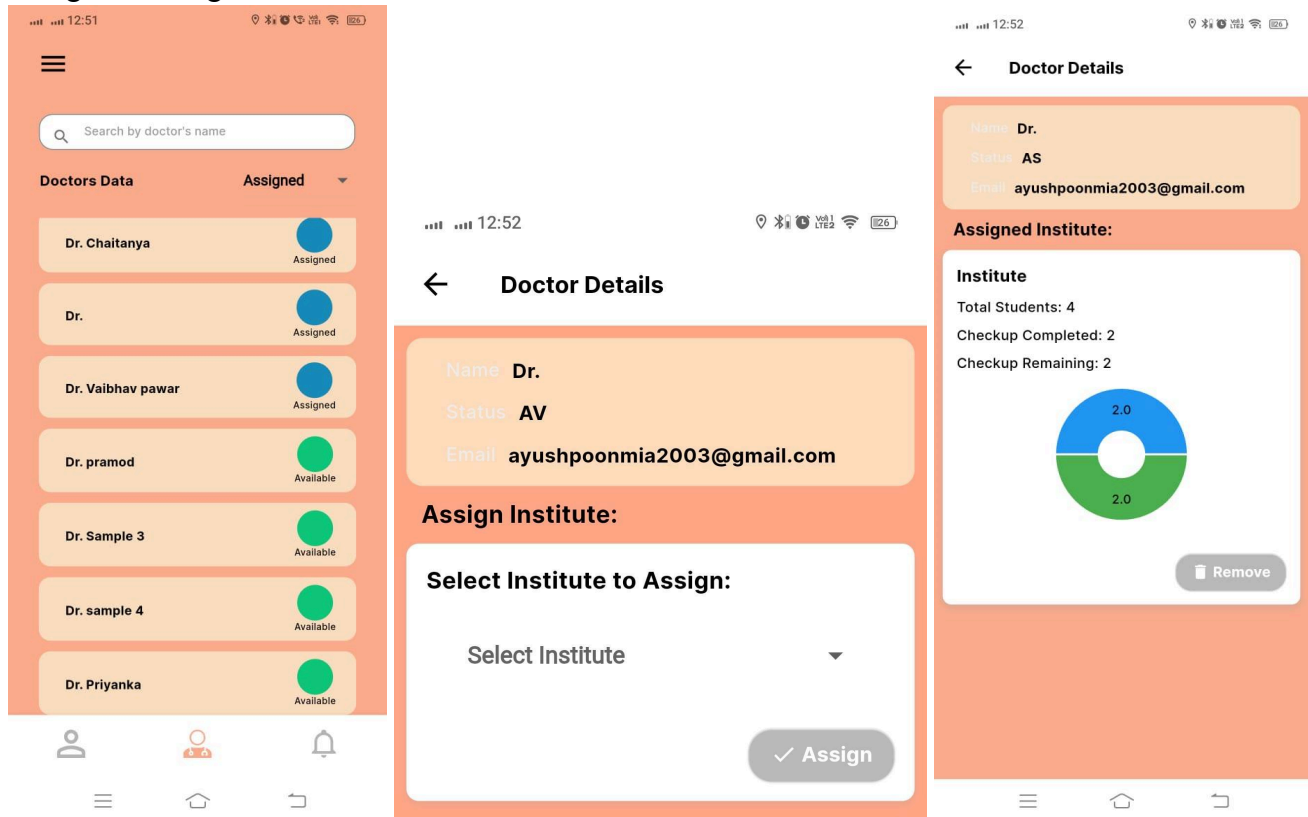 12:51
Search by doctor's name
Doctors Data Assigned
Dr. Chaitanya
Assigned
Dr.
Assigned
Dr. Vaibhav pawar
Assigned
Dr. pramod
Available
Dr. Sample 3
Available
Dr. sample 4
Available
Dr. Priyanka
Available
12:52
26
Doctor Details
Name Dr.
Status AV
Email ayushpoonmia2003@gmail.com
Assign Institute:
Select Institute to Assign:
Select Institute
Assign
12:52
Doctor Details
Name Dr.
Status AS
Email ayushpoonmia2003@gmail.com
Assigned Institute:
Institute
Total Students: 4
Checkup Completed: 2
Checkup Remaining: 2
2.0
2.0
Remove